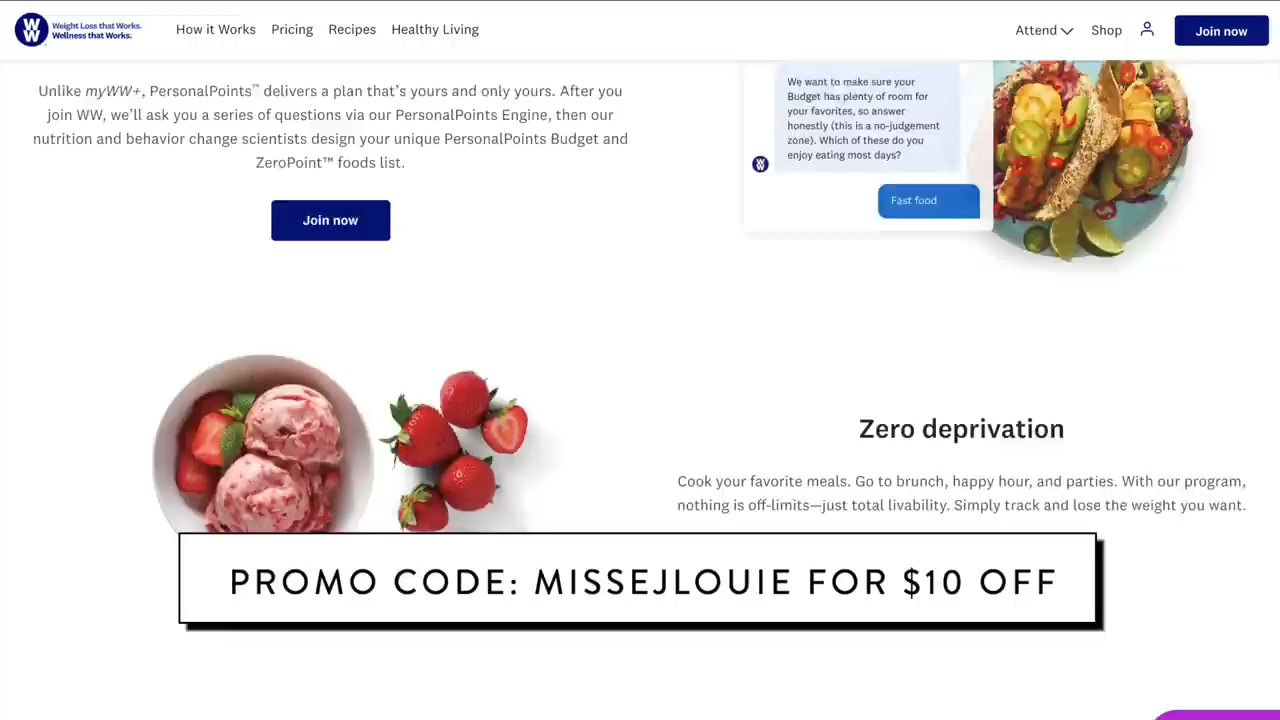 WW
Weight Loss that Works.
Wellness that Works.
How it Works Pricing Recipes Healthy Living
Attend Shop Join now
Unlike myWW+, PersonalPoints™ delivers a plan that's yours and only yours. After you
join WW, we'll ask you a series of questions via our PersonalPoints Engine, then our
nutrition and behavior change scientists design your unique PersonalPoints Budget and
ZeroPoint™ foods list.
Join now
We want to make sure your
Budget has plenty of room for
your favorites, so answer
honestly (this is a no-judgement
zone). Which of these do you
enjoy eating most days?
WW
Fast food
Zero deprivation
Cook your favorite meals. Go to brunch, happy hour, and parties. With our program,
nothing is off-limits—just total livability. Simply track and lose the weight you want.
PROMO CODE: MISSEJLOUIE FOR $10 OFF